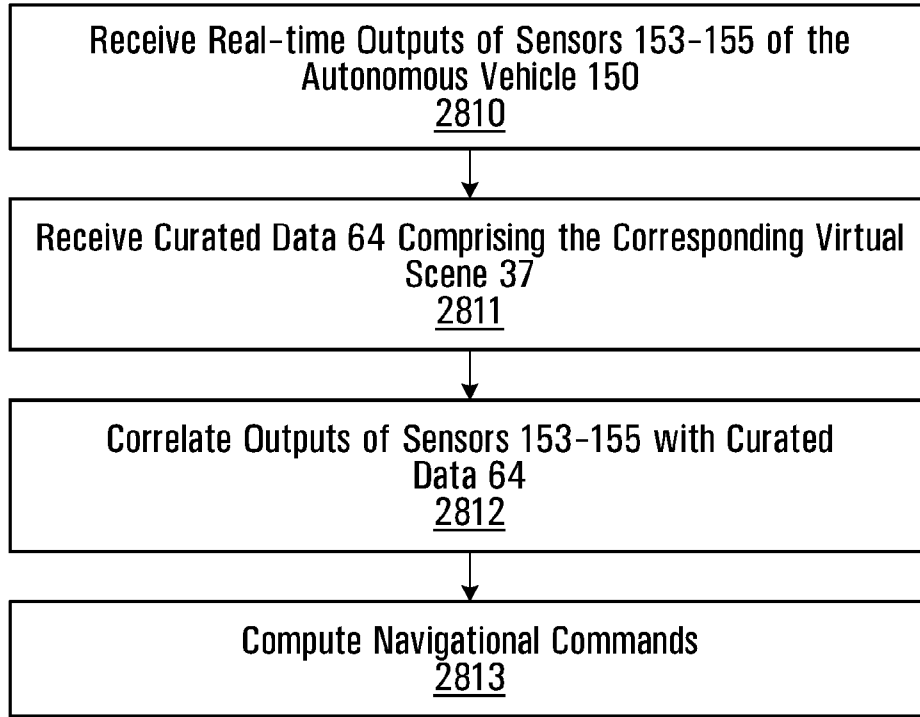 Receive Real-time Outputs of Sensors 153-155 of the
Autonomous Vehicle 150
2810
Receive Curated Data 64 Comprising the Corresponding Virtual
Scene 37
2811
Correlate Outputs of Sensors 153-155 with Curated
Data 64
2812
Compute Navigational Commands
2813